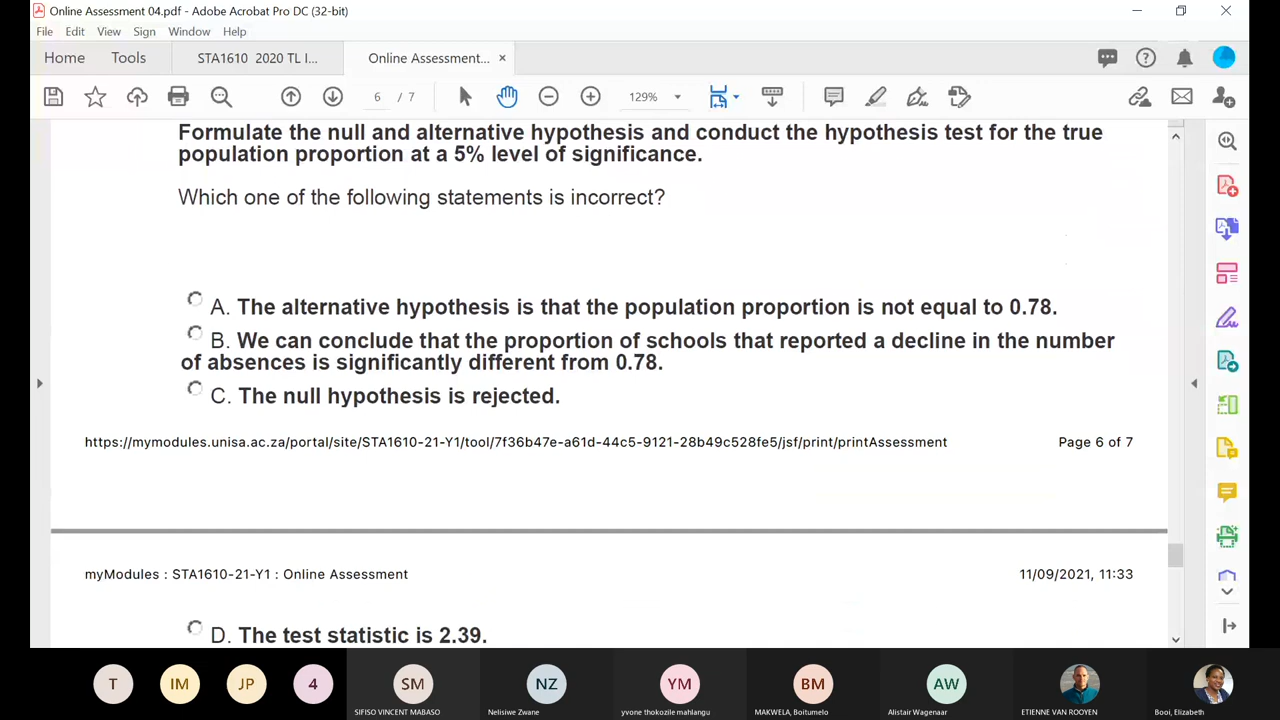 Online Assessment 04.pdf - Adobe Acrobat Pro DC (32-bit)
File Edit View Sign Window Help
Home Tools STA1610 2020 TL I... Online Assessment... ×
6 / 7 129%
Formulate the null and alternative hypothesis and conduct the hypothesis test for the true
population proportion at a 5% level of significance.
Which one of the following statements is incorrect?
A. The alternative hypothesis is that the population proportion is not equal to 0.78.
B. We can conclude that the proportion of schools that reported a decline in the number
of absences is significantly different from 0.78.
C. The null hypothesis is rejected.
https://mymodules.unisa.ac.za/portal/site/STA1610-21-Y1/tool/7f36b47e-a61d-44c5-9121-28b49c528fe5/jsf/print/printAssessment Page 6 of 7
myModules : STA1610-21-Y1 : Online Assessment 11/09/2021, 11:33
D. The test statistic is 2.39.
T IM JP 4 SM NZ YM BM AW
SIFISO VINCENT MABASO Nelisiwe Zwane yvone thokozile mahlangu MAKWELA, Boitumelo Alistair Wagenaar ETIENNE VAN ROOYEN Booi, Elizabeth